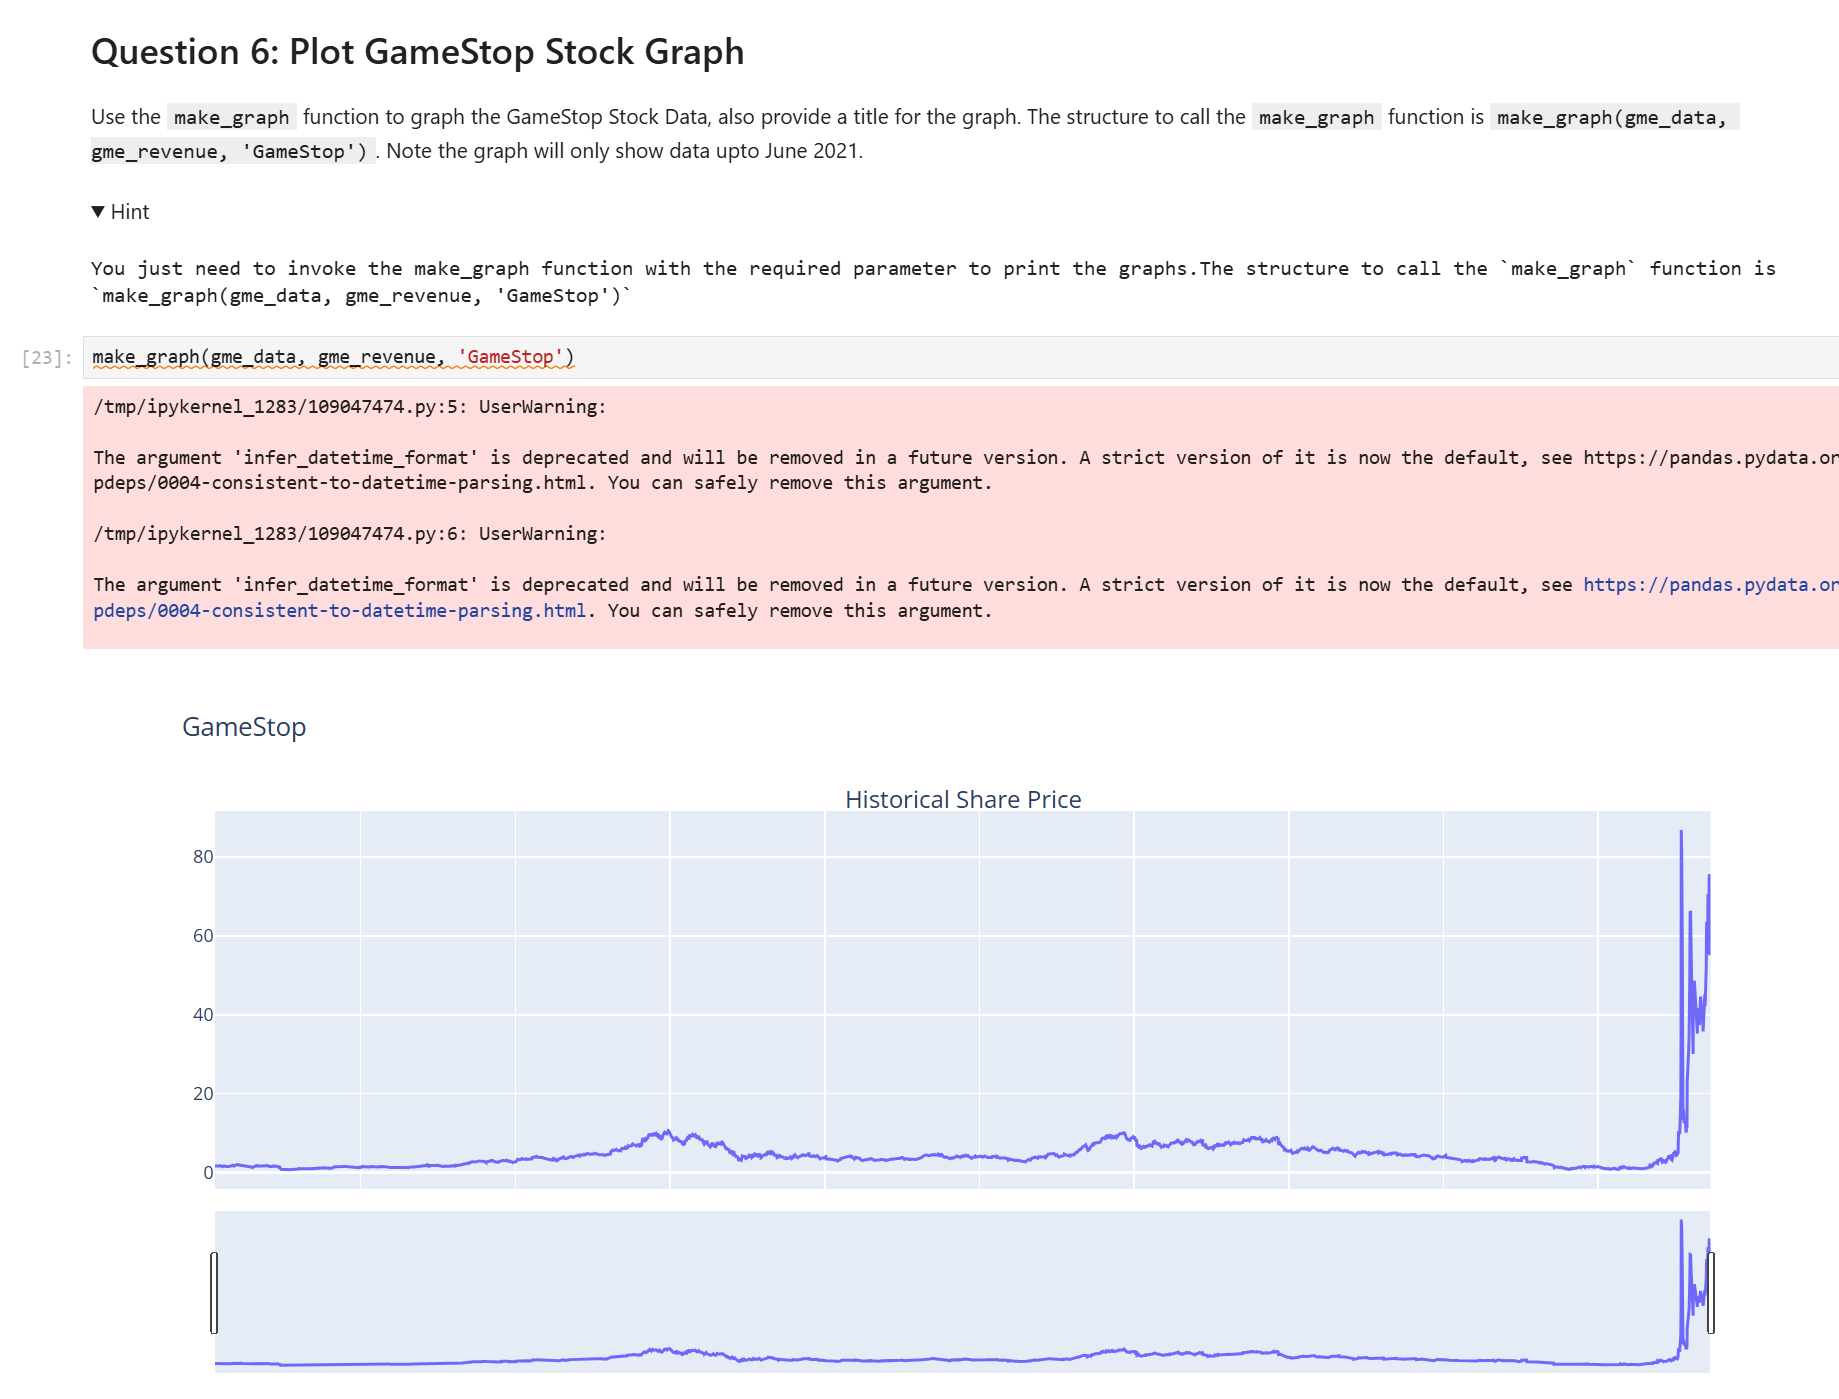 Question 6: Plot GameStop Stock Graph
Use the make_graph function to graph the GameStop Stock Data, also provide a title for the graph. The structure to call the make_graph function is make_graph(gme_data,
gme_revenue, 'GameStop') . Note the graph will only show data upto June 2021.
▼ Hint
You just need to invoke the make_graph function with the required parameter to print the graphs.The structure to call the `make_graph` function is
`make_graph(gme_data, gme_revenue, 'GameStop')`
[23]: make_graph(gme_data, gme_revenue, 'GameStop')
/tmp/ipykernel_1283/109047474.py:5: UserWarning:
The argument 'infer_datetime_format' is deprecated and will be removed in a future version. A strict version of it is now the default, see https://pandas.pydata.or
pdeps/0004-consistent-to-datetime-parsing.html. You can safely remove this argument.
/tmp/ipykernel_1283/109047474.py:6: UserWarning:
The argument 'infer_datetime_format' is deprecated and will be removed in a future version. A strict version of it is now the default, see https://pandas.pydata.or
pdeps/0004-consistent-to-datetime-parsing.html. You can safely remove this argument.
GameStop
Historical Share Price
80
60
40
20
0